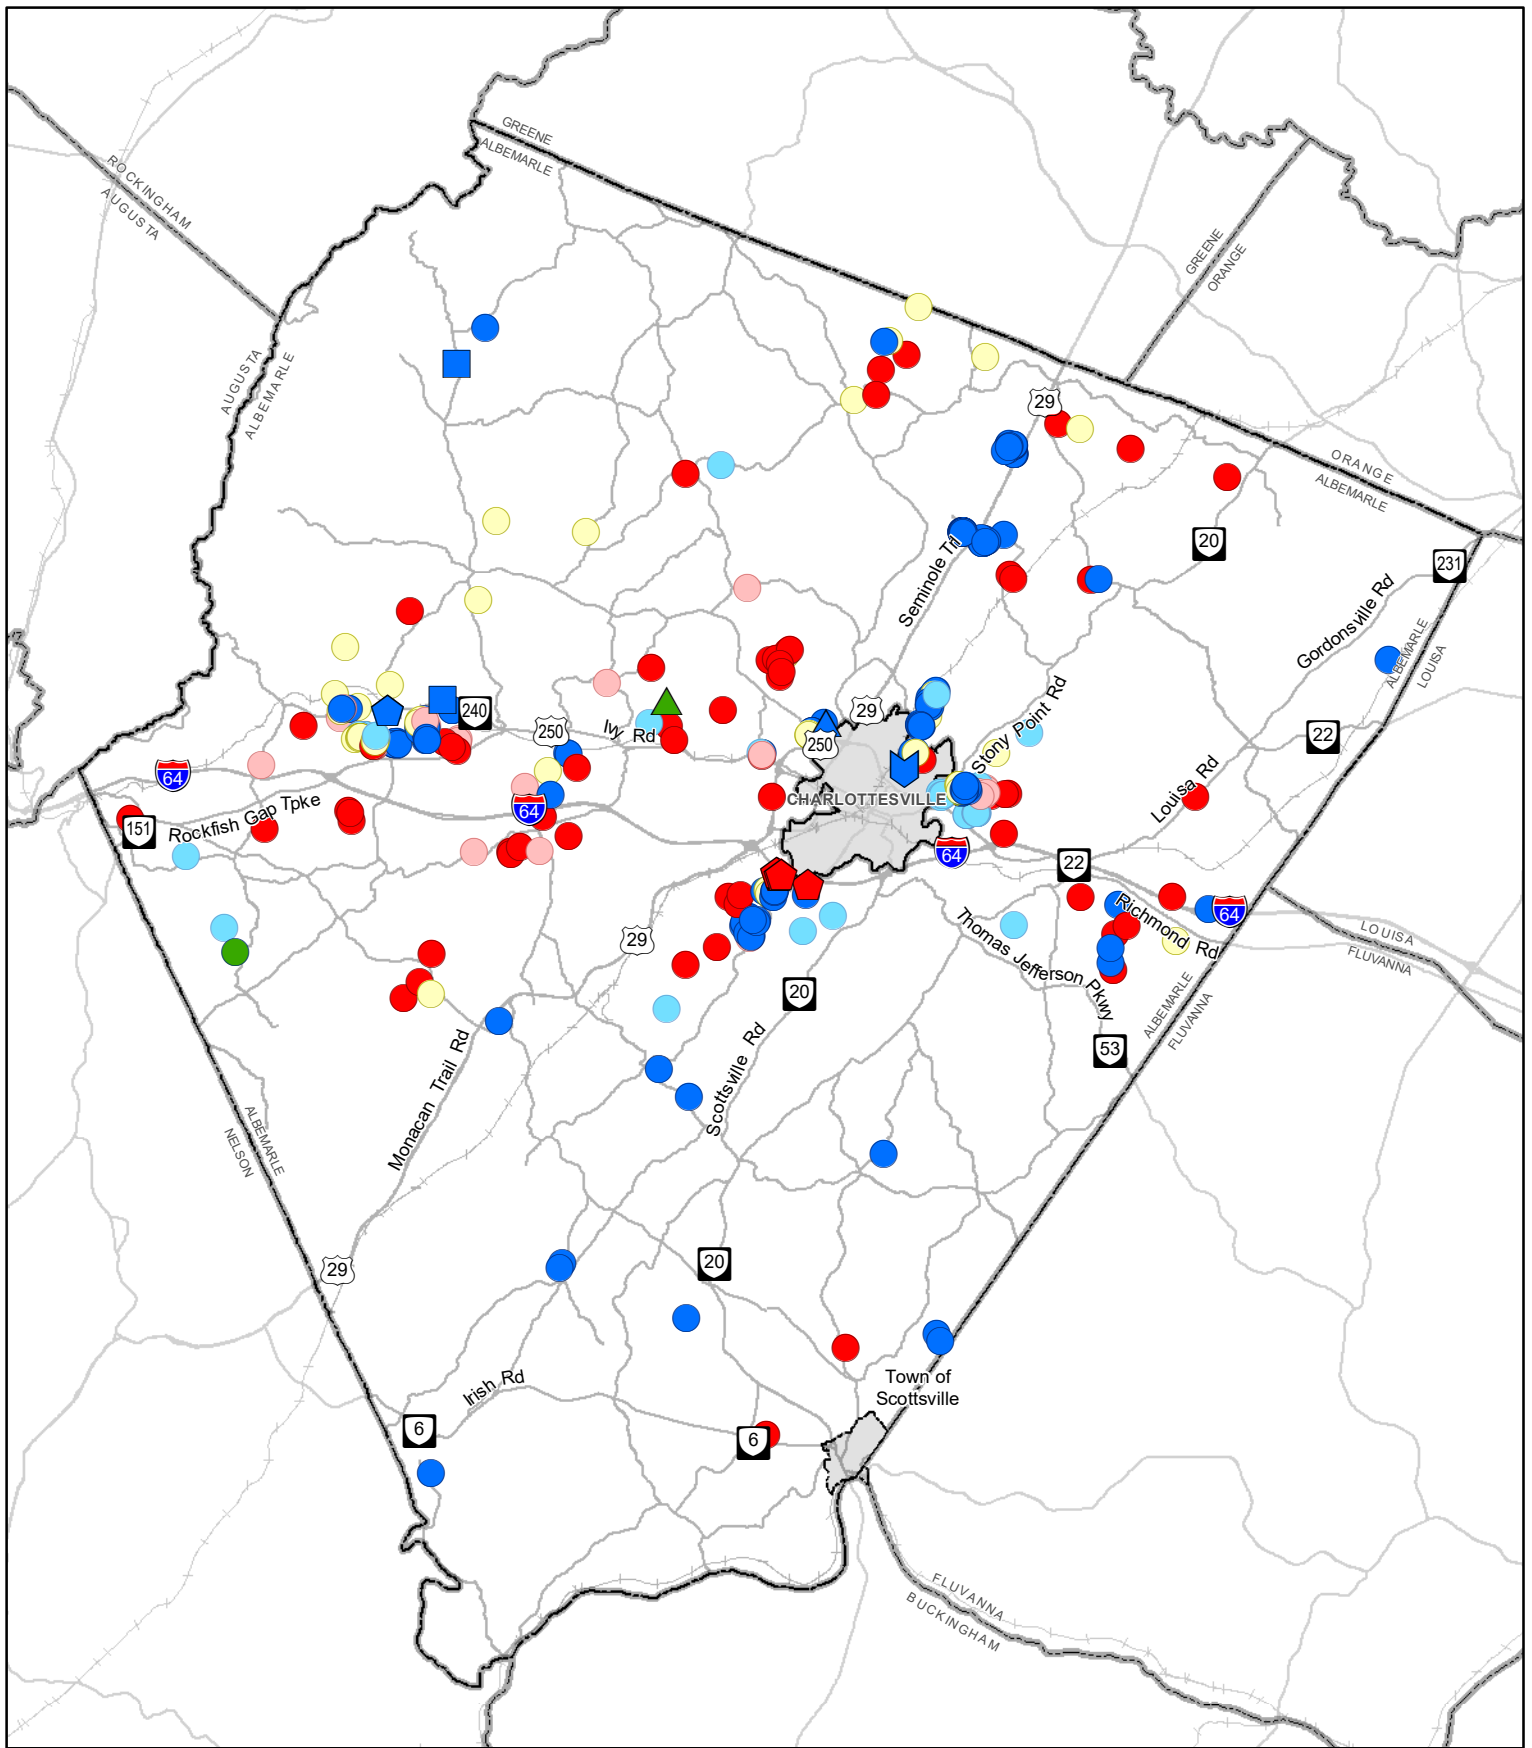 GREENE
ALBEMARLE
ROCKINGHAM
AUGUSTA
GREENE
ORANGE
AUGUSTA
ALBEMARLE
29
ORANGE
ALBEMARLE
20
231
Seminole Trl
Gordonsville Rd
ALBEMARLE
LOUISA
240
29
250
Ivy Rd
250
Stony Point Rd
22
64
Louisa Rd
CHARLOTTESVILLE
64
151
Rockfish Gap Tpke
64
22
29
Thomas Jefferson Pkwy
Richmond Rd
64
LOUISA
FLUVANNA
20
ALBEMARLE
FLUVANNA
53
Monacan Trail Rd
Scottsville Rd
ALBEMARLE
NELSON
29
20
Irish Rd
Town of
Scottsville
6
6
FLUVANNA
BUCKINGHAM